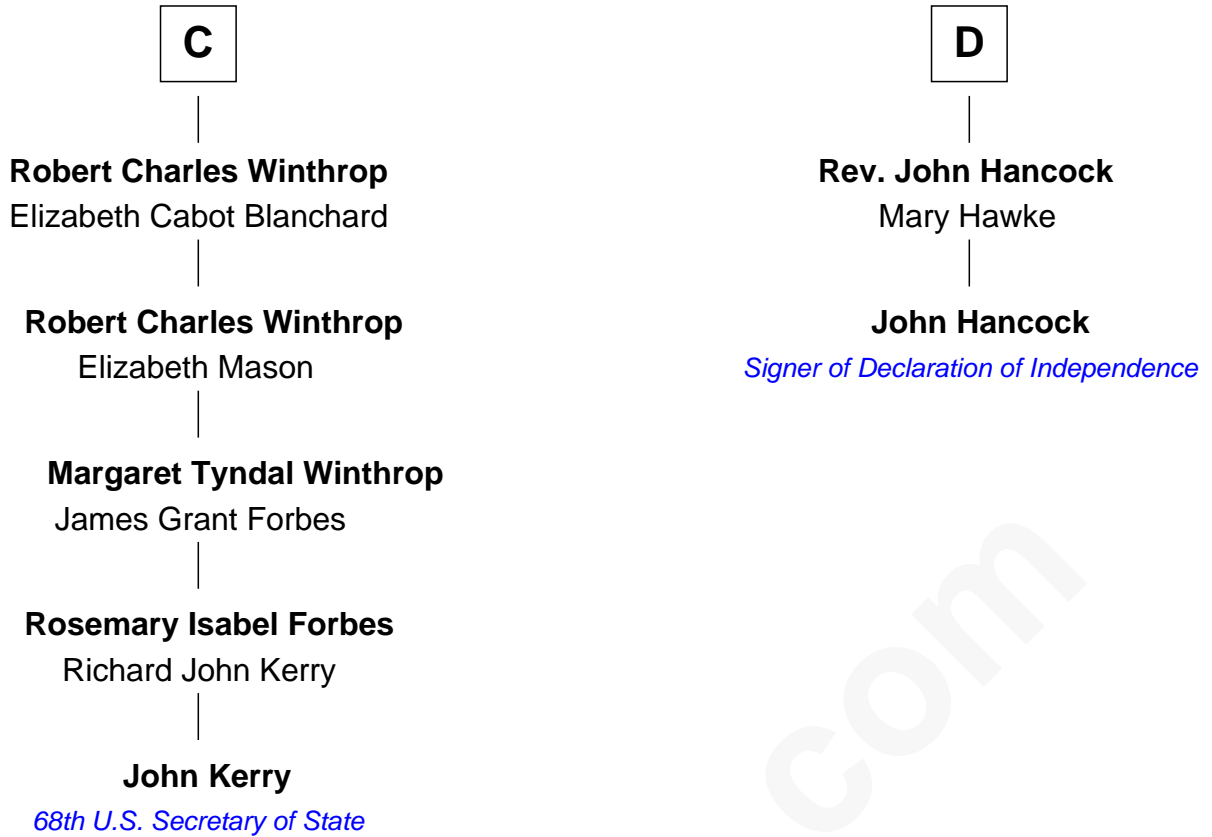 C
Robert Charles Winthrop
Elizabeth Cabot Blanchard
Robert Charles Winthrop
Elizabeth Mason
Margaret Tyndal Winthrop
James Grant Forbes
Rosemary Isabel Forbes
Richard John Kerry
John Kerry
68th U.S. Secretary of State
D
Rev. John Hancock
Mary Hawke
John Hancock
Signer of Declaration of Independence
com